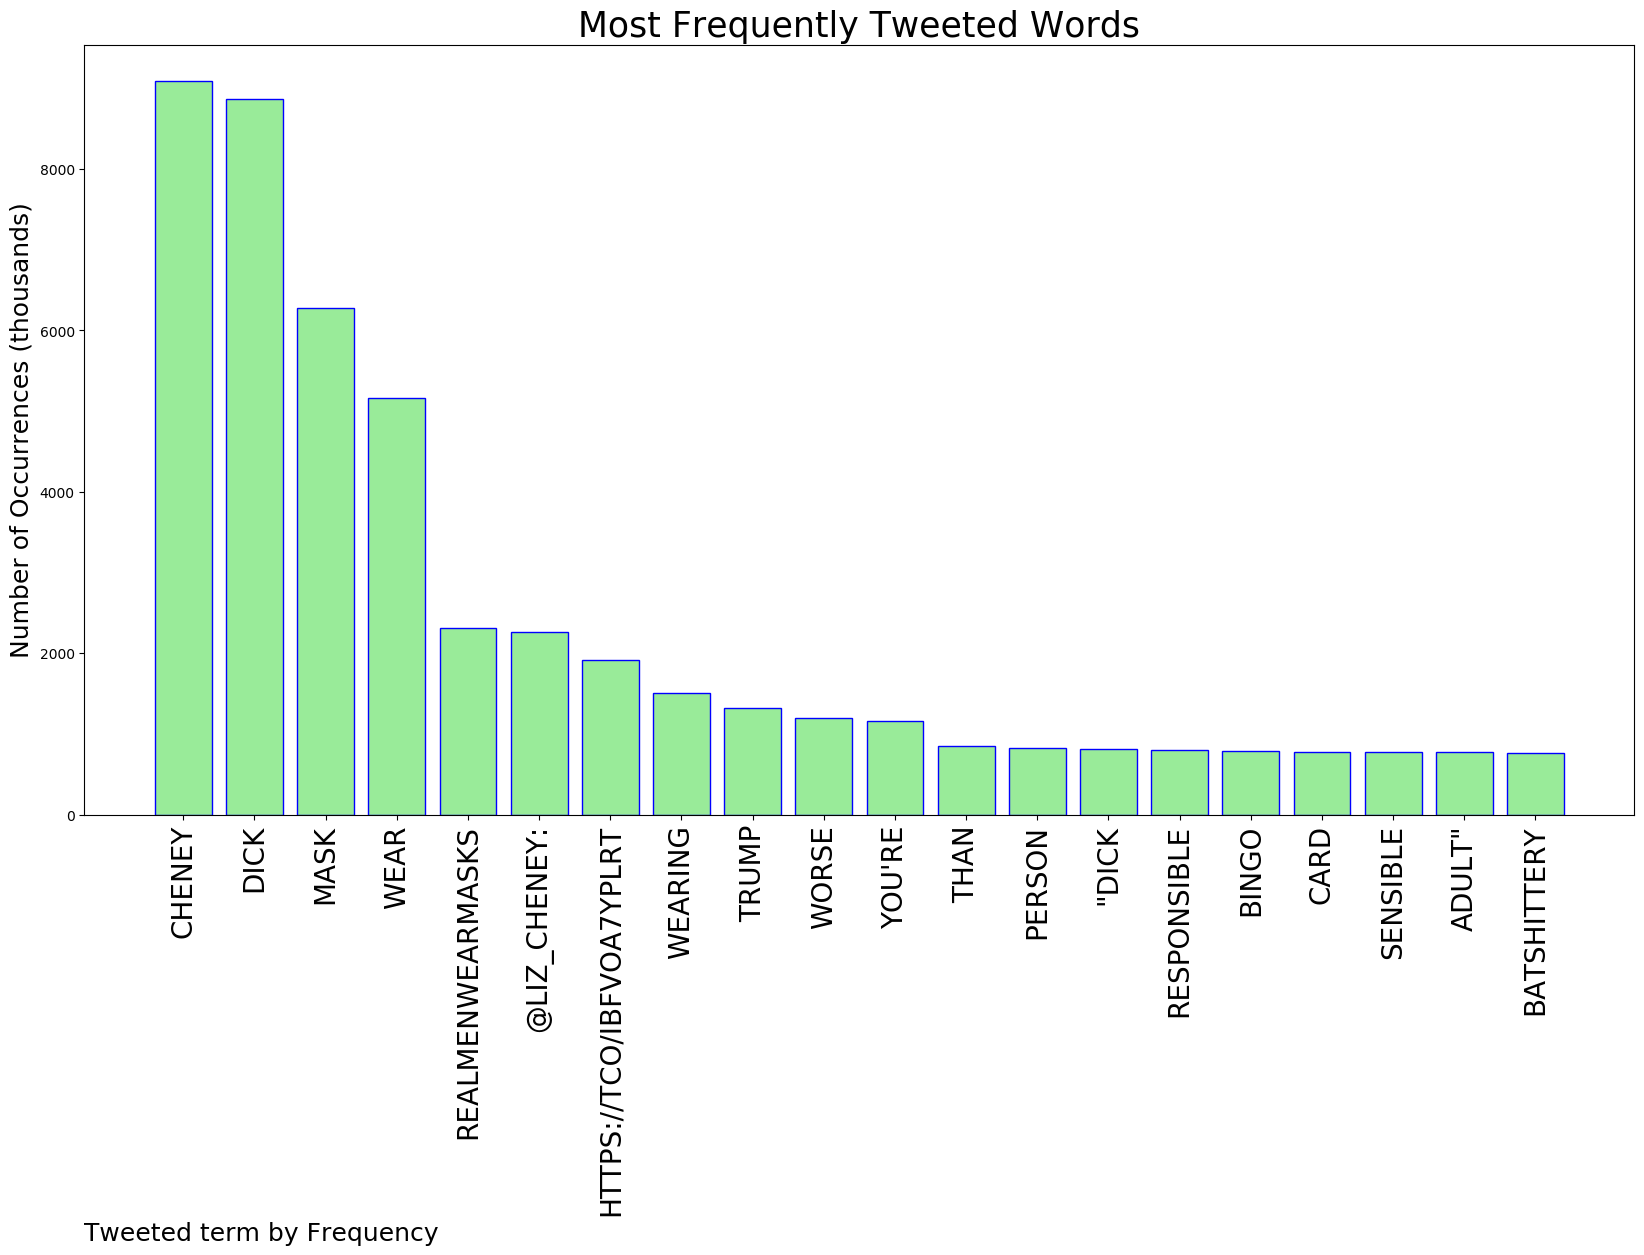 Most Frequently Tweeted Words
Number of Occurrences (thousands)
8000
6000
4000
2000
0
CHENEY
DICK
MASK
WEAR
REALMENWEARMASKS
@LIZ_CHENEY:
HTTPS://TCO/IBFVOA7YPLRT
WEARING
TRUMP
WORSE
YOU'RE
THAN
PERSON
"DICK
RESPONSIBLE
BINGO
CARD
SENSIBLE
ADULT"
BATSHITTERY
Tweeted term by Frequency